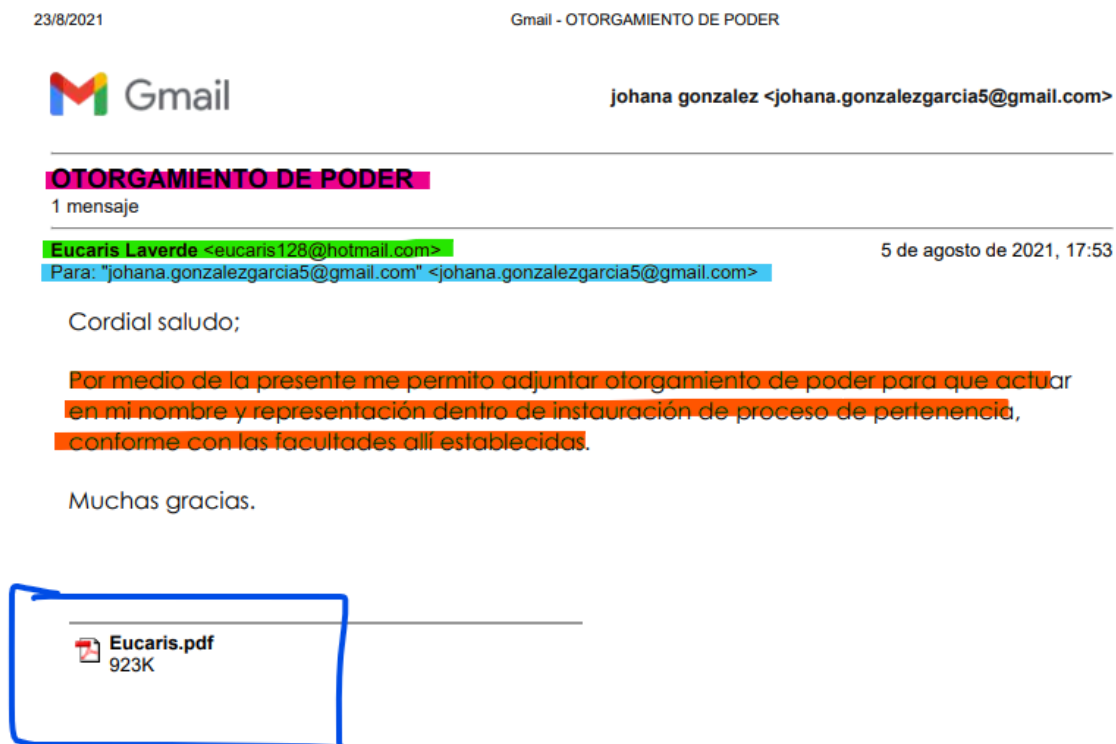 23/8/2021 Gmail - OTORGAMIENTO DE PODER
Gmail johana gonzalez <johana.gonzalezgarcia5@gmail.com>
OTORGAMIENTO DE PODER
1 mensaje
Eucaris Laverde <eucaris128@hotmail.com> 5 de agosto de 2021, 17:53
Para: "johana.gonzalezgarcia5@gmail.com" <johana.gonzalezgarcia5@gmail.com>
Cordial saludo;
Por medio de la presente me permito adjuntar otorgamiento de poder para que actuar
en mi nombre y representación dentro de instauración de proceso de pertenencia,
conforme con las facultades allí establecidas.
Muchas gracias.
Eucaris.pdf
923K